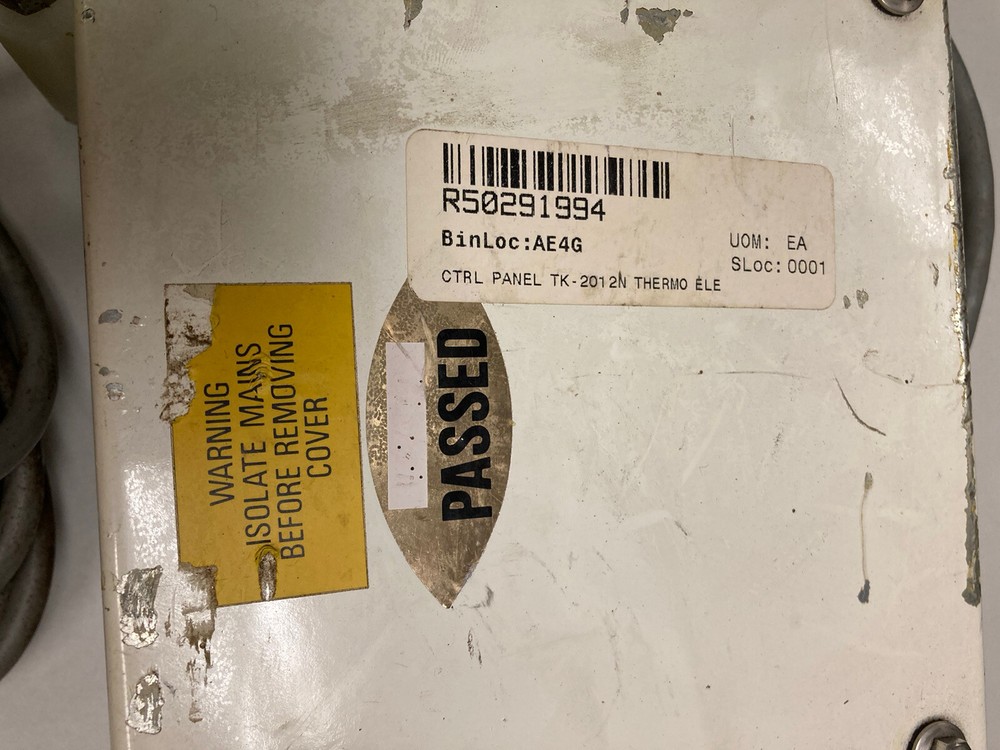 R50291994
BinLoc:AE4G
UOM: EA
SLoc: 0001
CTRL PANEL TK-2012N THERMO ELE
WARNING
ISOLATE MAINS
BEFORE REMOVING
COVER
PASSED